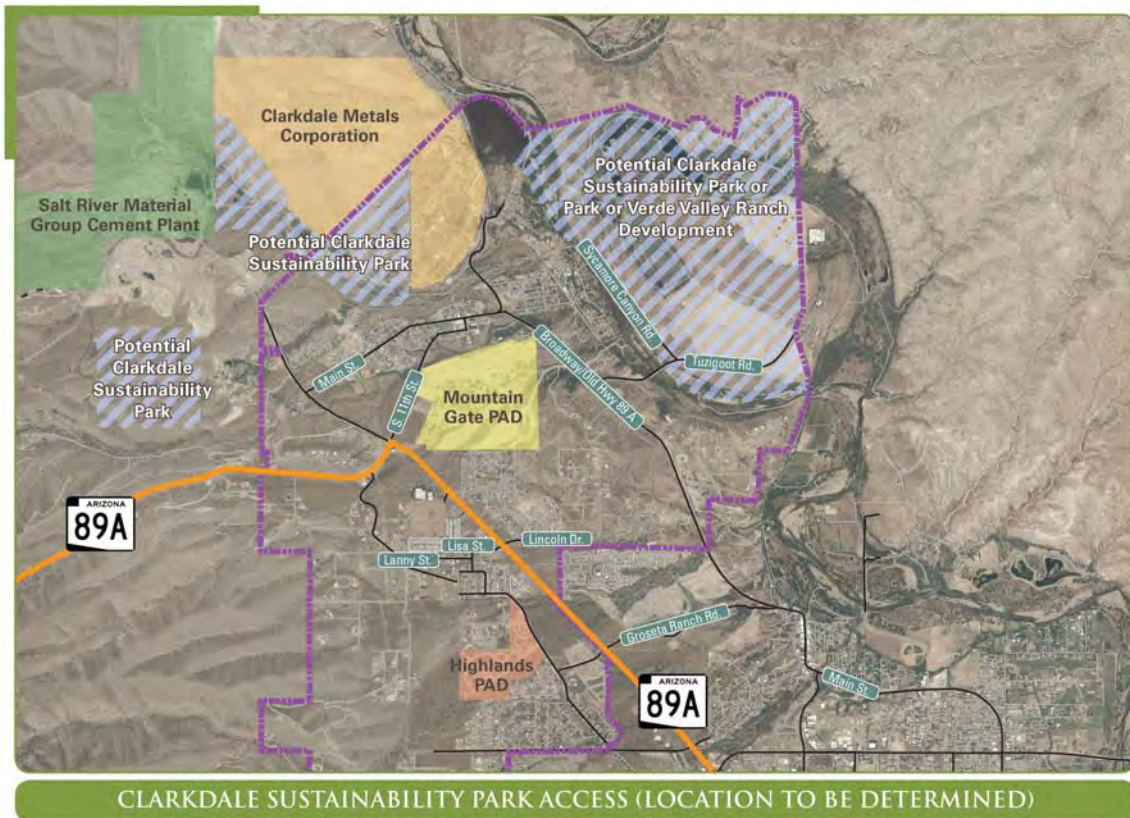 Clarkdale Metals
Corporation
Salt River Material
Group Cement Plant
Potential Clarkdale
Sustainability Park
Potential Clarkdale
Sustainability Park or
Park or Verde Valley Ranch
Development
Potential
Clarkdale
Sustainability
Park
Sycamore Canyon Rd.
Tuzigoot Rd.
Broadway/Old Hwy 89 A
Main St.
S. 11th St.
Mountain
Gate PAD
ARIZONA
89A
Lincoln Dr.
Lisa St.
Lanny St.
Groseta Ranch Rd.
Highlands
PAD
ARIZONA
89A
Main St.
CLARKDALE SUSTAINABILITY PARK ACCESS (LOCATION TO BE DETERMINED)